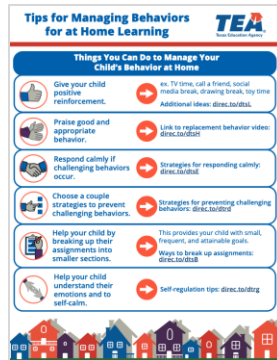 Tips for Managing Behaviors
for at Home Learning
TEA
Texas Education Agency
Things You Can Do to Manage Your
Child's Behavior at Home
Give your child
positive
reinforcement.
ex. TV time, call a friend, social
media break, drawing break, toy time
Additional ideas: direc.to/dtsL
Praise good and
appropriate
behavior.
Link to replacement behavior video:
direc.to/dtsH
Respond calmly if
challenging behaviors
occur.
Strategies for responding calmly:
direc.to/dtsE
Choose a couple
strategies to prevent
challenging behaviors.
Strategies for preventing challenging
behaviors: direc.to/dtrd
Help your child by
breaking up their
assignments into
smaller sections.
This provides your child with small,
frequent, and attainable goals.
Ways to break up assignments:
direc.to/dtsB
Help your child
understand their
emotions and to
self-calm.
Self-regulation tips: direc.to/dtrg